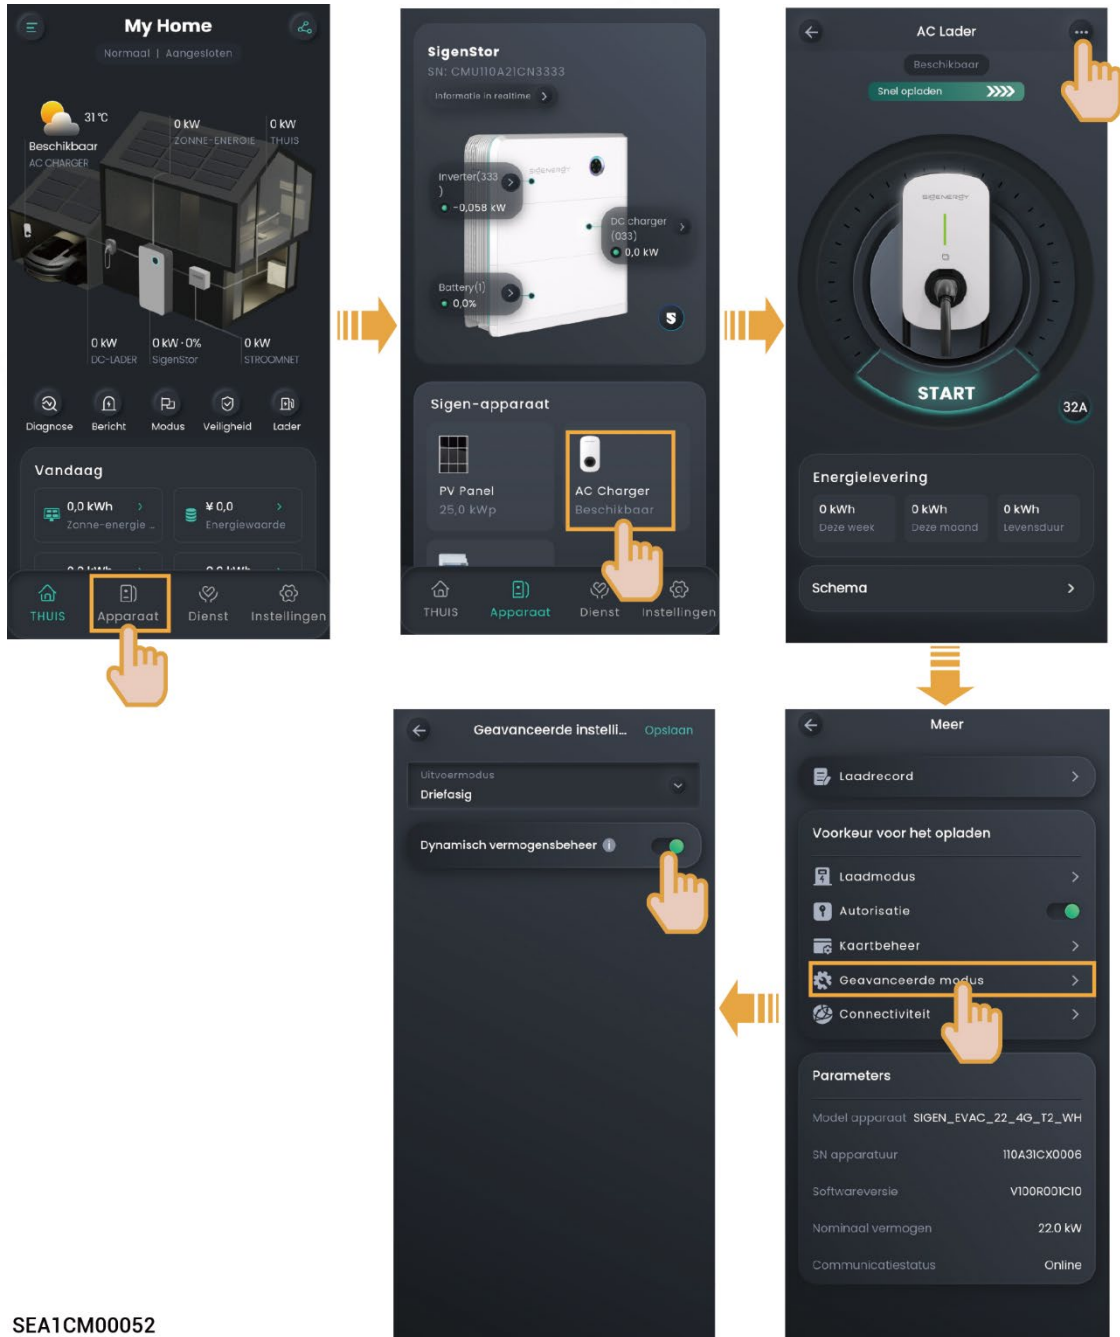 My Home
Normaal | Aangesloten
31 °C
Beschikbaar
AC CHARGER
0 kW
ZONNE-ENERGIE
0 kW
THUIS
0 kW
DC-LADER
0 kW · 0%
SigenStor
0 kW
STROOMNET
Diagnose
Bericht
Modus
Veiligheid
Lader
Vandaag
0,0 kWh
Zonne-energie ..
¥ 0,0
Energiewaarde
THUIS
Apparaat
Dienst
Instellingen
SigenStor
SN: CMU110A21CN3333
Informatie in realtime
SIGENERGY
Inverter(333
)
-0,058 kW
DC charger
(033)
0,0 kW
Battery(1)
0,0%
Sigen-apparaat
PV Panel
25,0 kWp
AC Charger
Beschikbaar
THUIS
Apparaat
Dienst
Instellingen
AC Lader
Beschikbaar
Snel opladen
SIGENERGY
START
32A
Energielevering
0 kWh
Deze week
0 kWh
Deze maand
0 kWh
Levensduur
Schema
Meer
Laadrecord
Voorkeur voor het opladen
Laadmodus
Autorisatie
Kaartbeheer
Geavanceerde modus
Connectiviteit
Parameters
Model apparaat SIGEN_EVAC_22_4G_T2_WH
SN apparatuur 110A31CX0006
Softwareversie V100R001C10
Nominaal vermogen 22.0 kW
Communicatiestatus Online
Geavanceerde instelli... Opslaan
Uitvoermodus
Driefasig
Dynamisch vermogensbeheer
SEA1CM00052